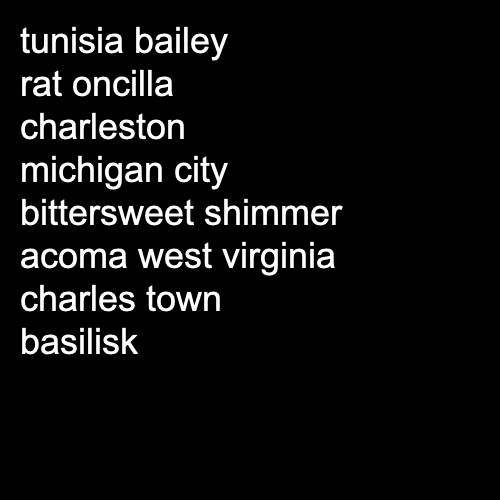 tunisia bailey
rat oncilla
charleston
michigan city
bittersweet shimmer
acoma west virginia
charles town
basilisk